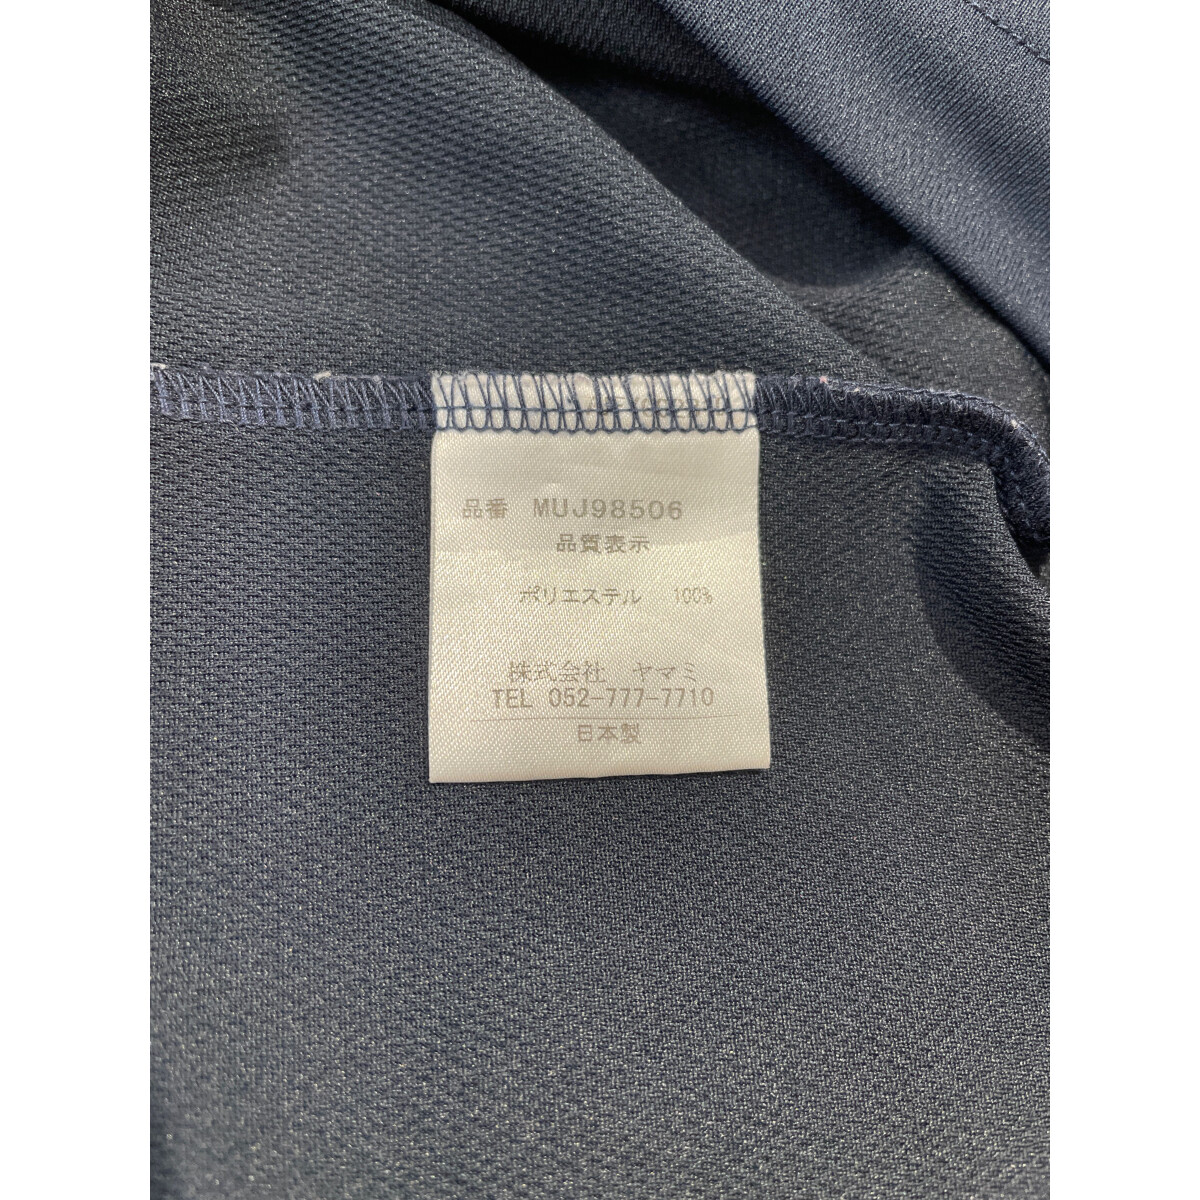 品番 MUJ98506
品質表示
ポリエステル 100%
株式会社 ヤマミ
TEL 052-777-7710
日本製